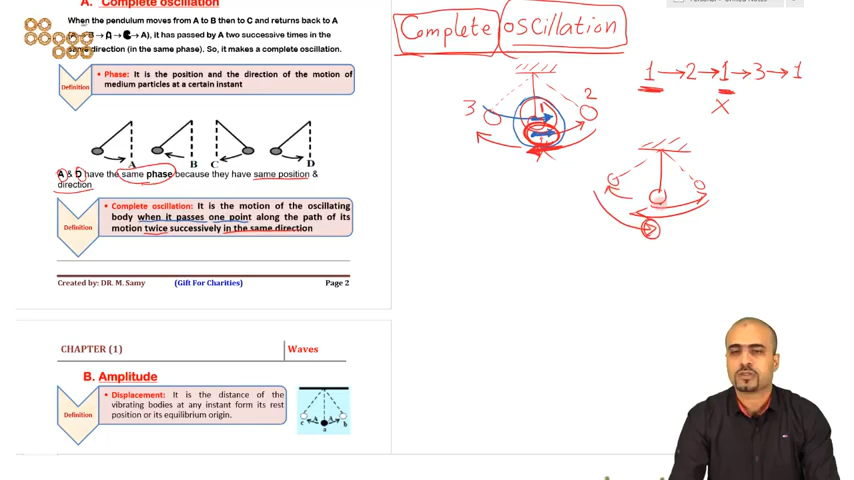 A. Complete oscillation
When the pendulum moves from A to B then to C and returns back to A
B → A → C → A), it has passed by A two successive times in the
same direction (in the same phase). So, it makes a complete oscillation.
Definition
• Phase: It is the position and the direction of the motion of
medium particles at a certain instant
A B C D
A & D have the same phase because they have same position &
direction
Definition
• Complete oscillation: It is the motion of the oscillating
body when it passes one point along the path of its
motion twice successively in the same direction
Created by: DR. M. Samy (Gift For Charities) Page 2
CHAPTER (1) Waves
B. Amplitude
Definition
• Displacement: It is the distance of the
vibrating bodies at any instant form its rest
position or its equilibrium origin.
A A
c a b
Complete oscillation
3 1 2
1 → 2 → 1 → 3 → 1
X